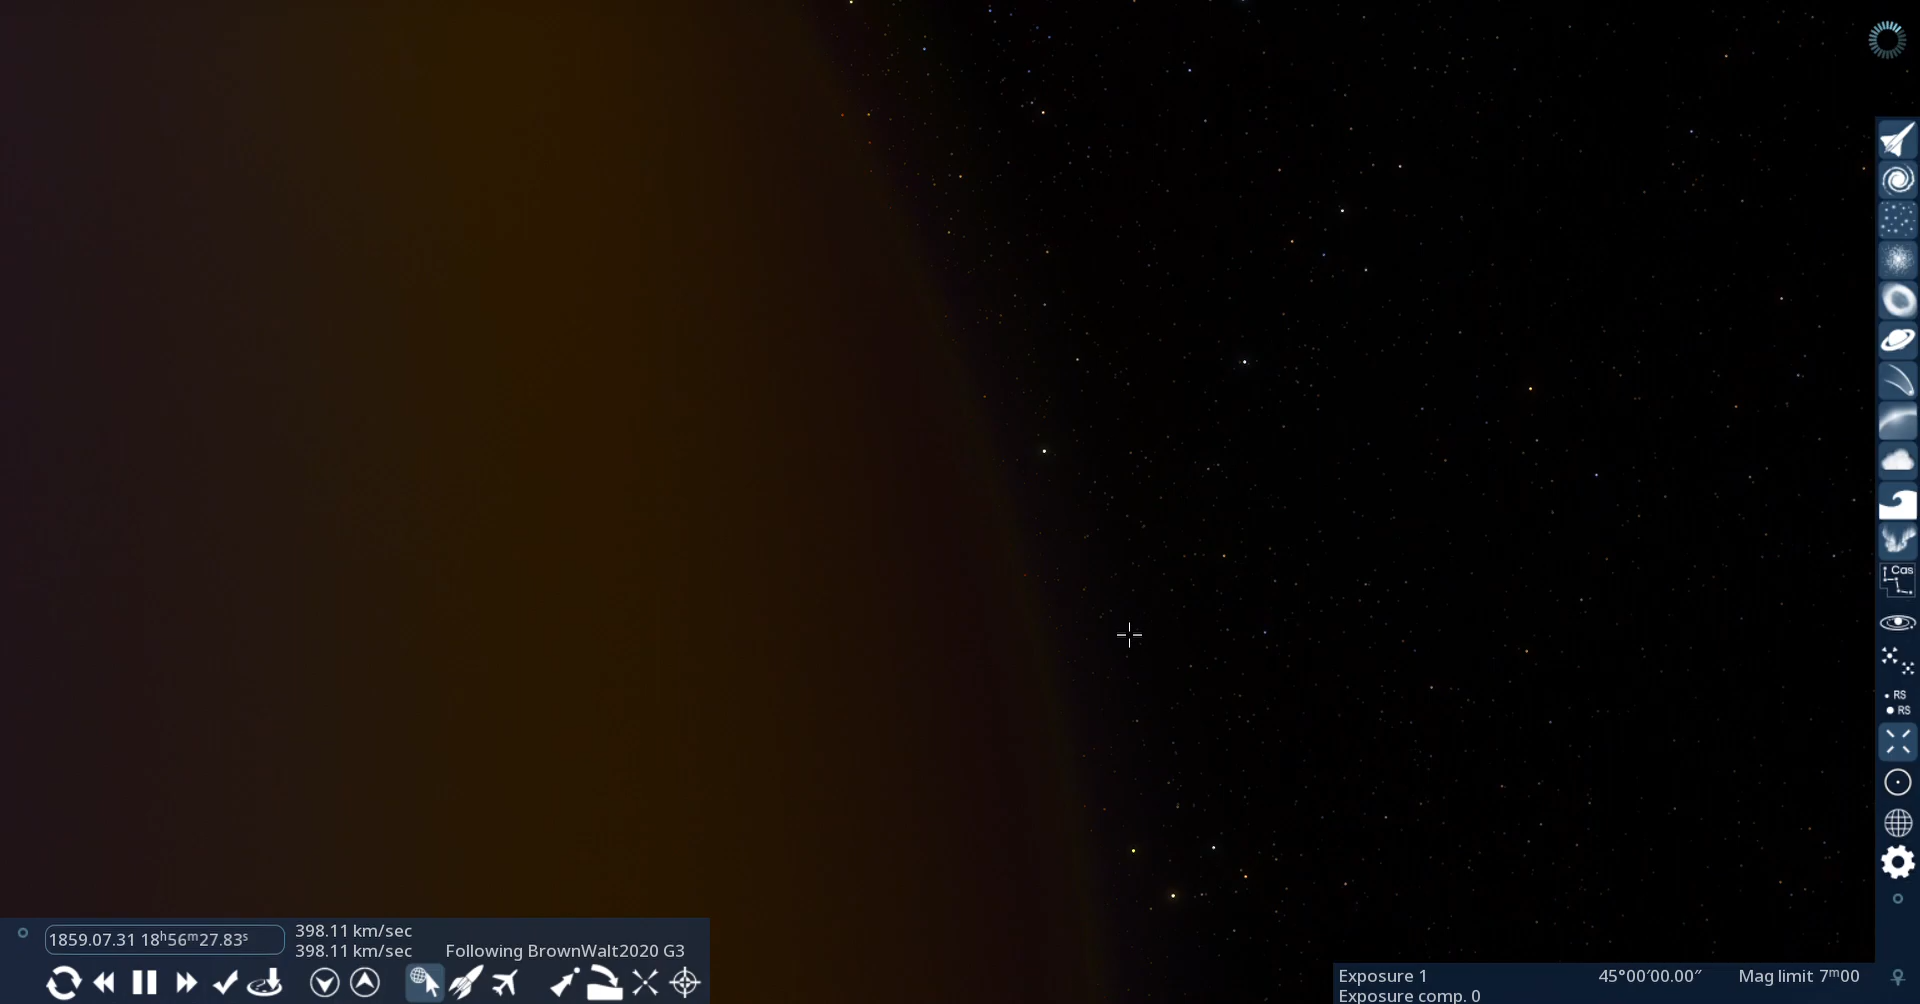 Cas
RS
RS
1859.07.31 18ʰ56ᵐ27.83ˢ
398.11 km/sec
398.11 km/sec Following BrownWalt2020 G3
Exposure 1 45°00′00.00″ Mag limit 7ᵐ00
Exposure comp. 0